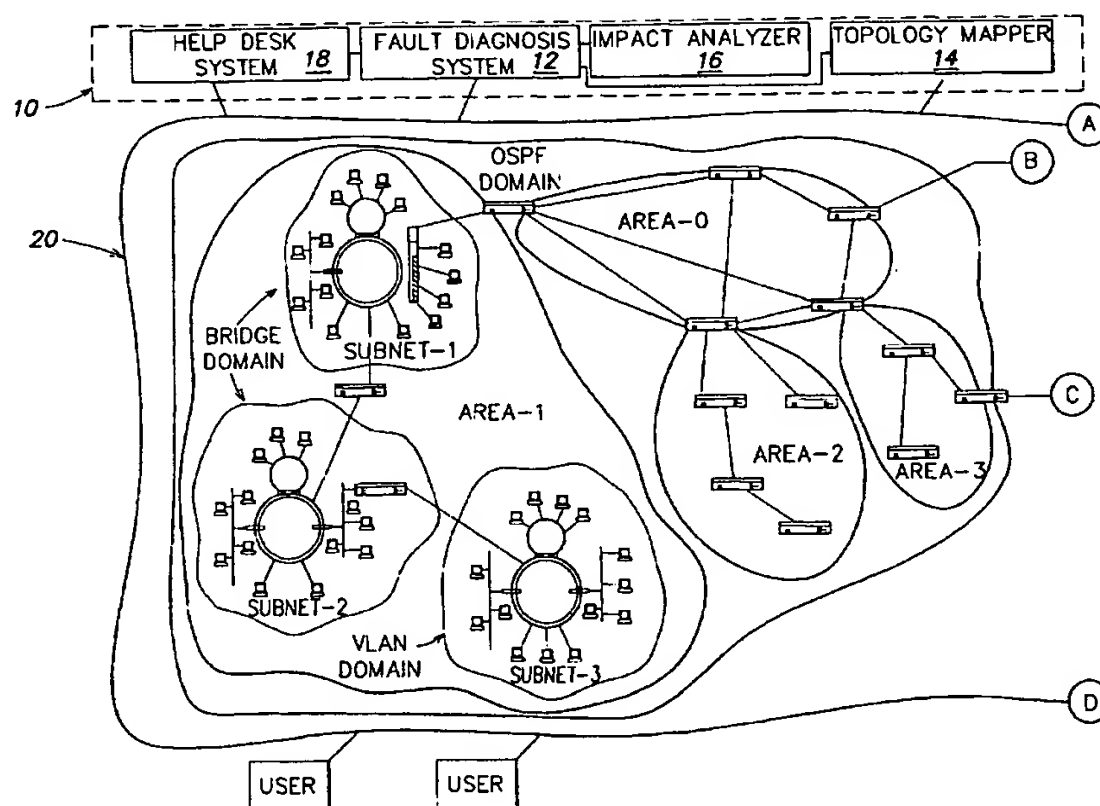 HELP DESK
SYSTEM 18
FAULT DIAGNOSIS
SYSTEM 12
IMPACT ANALYZER
16
TOPOLOGY MAPPER
14
10
A
OSPF
DOMAIN
B
AREA-0
20
BRIDGE
DOMAIN
SUBNET-1
AREA-1
C
AREA-2
AREA-3
SUBNET-2
VLAN
DOMAIN
SUBNET-3
D
USER
USER